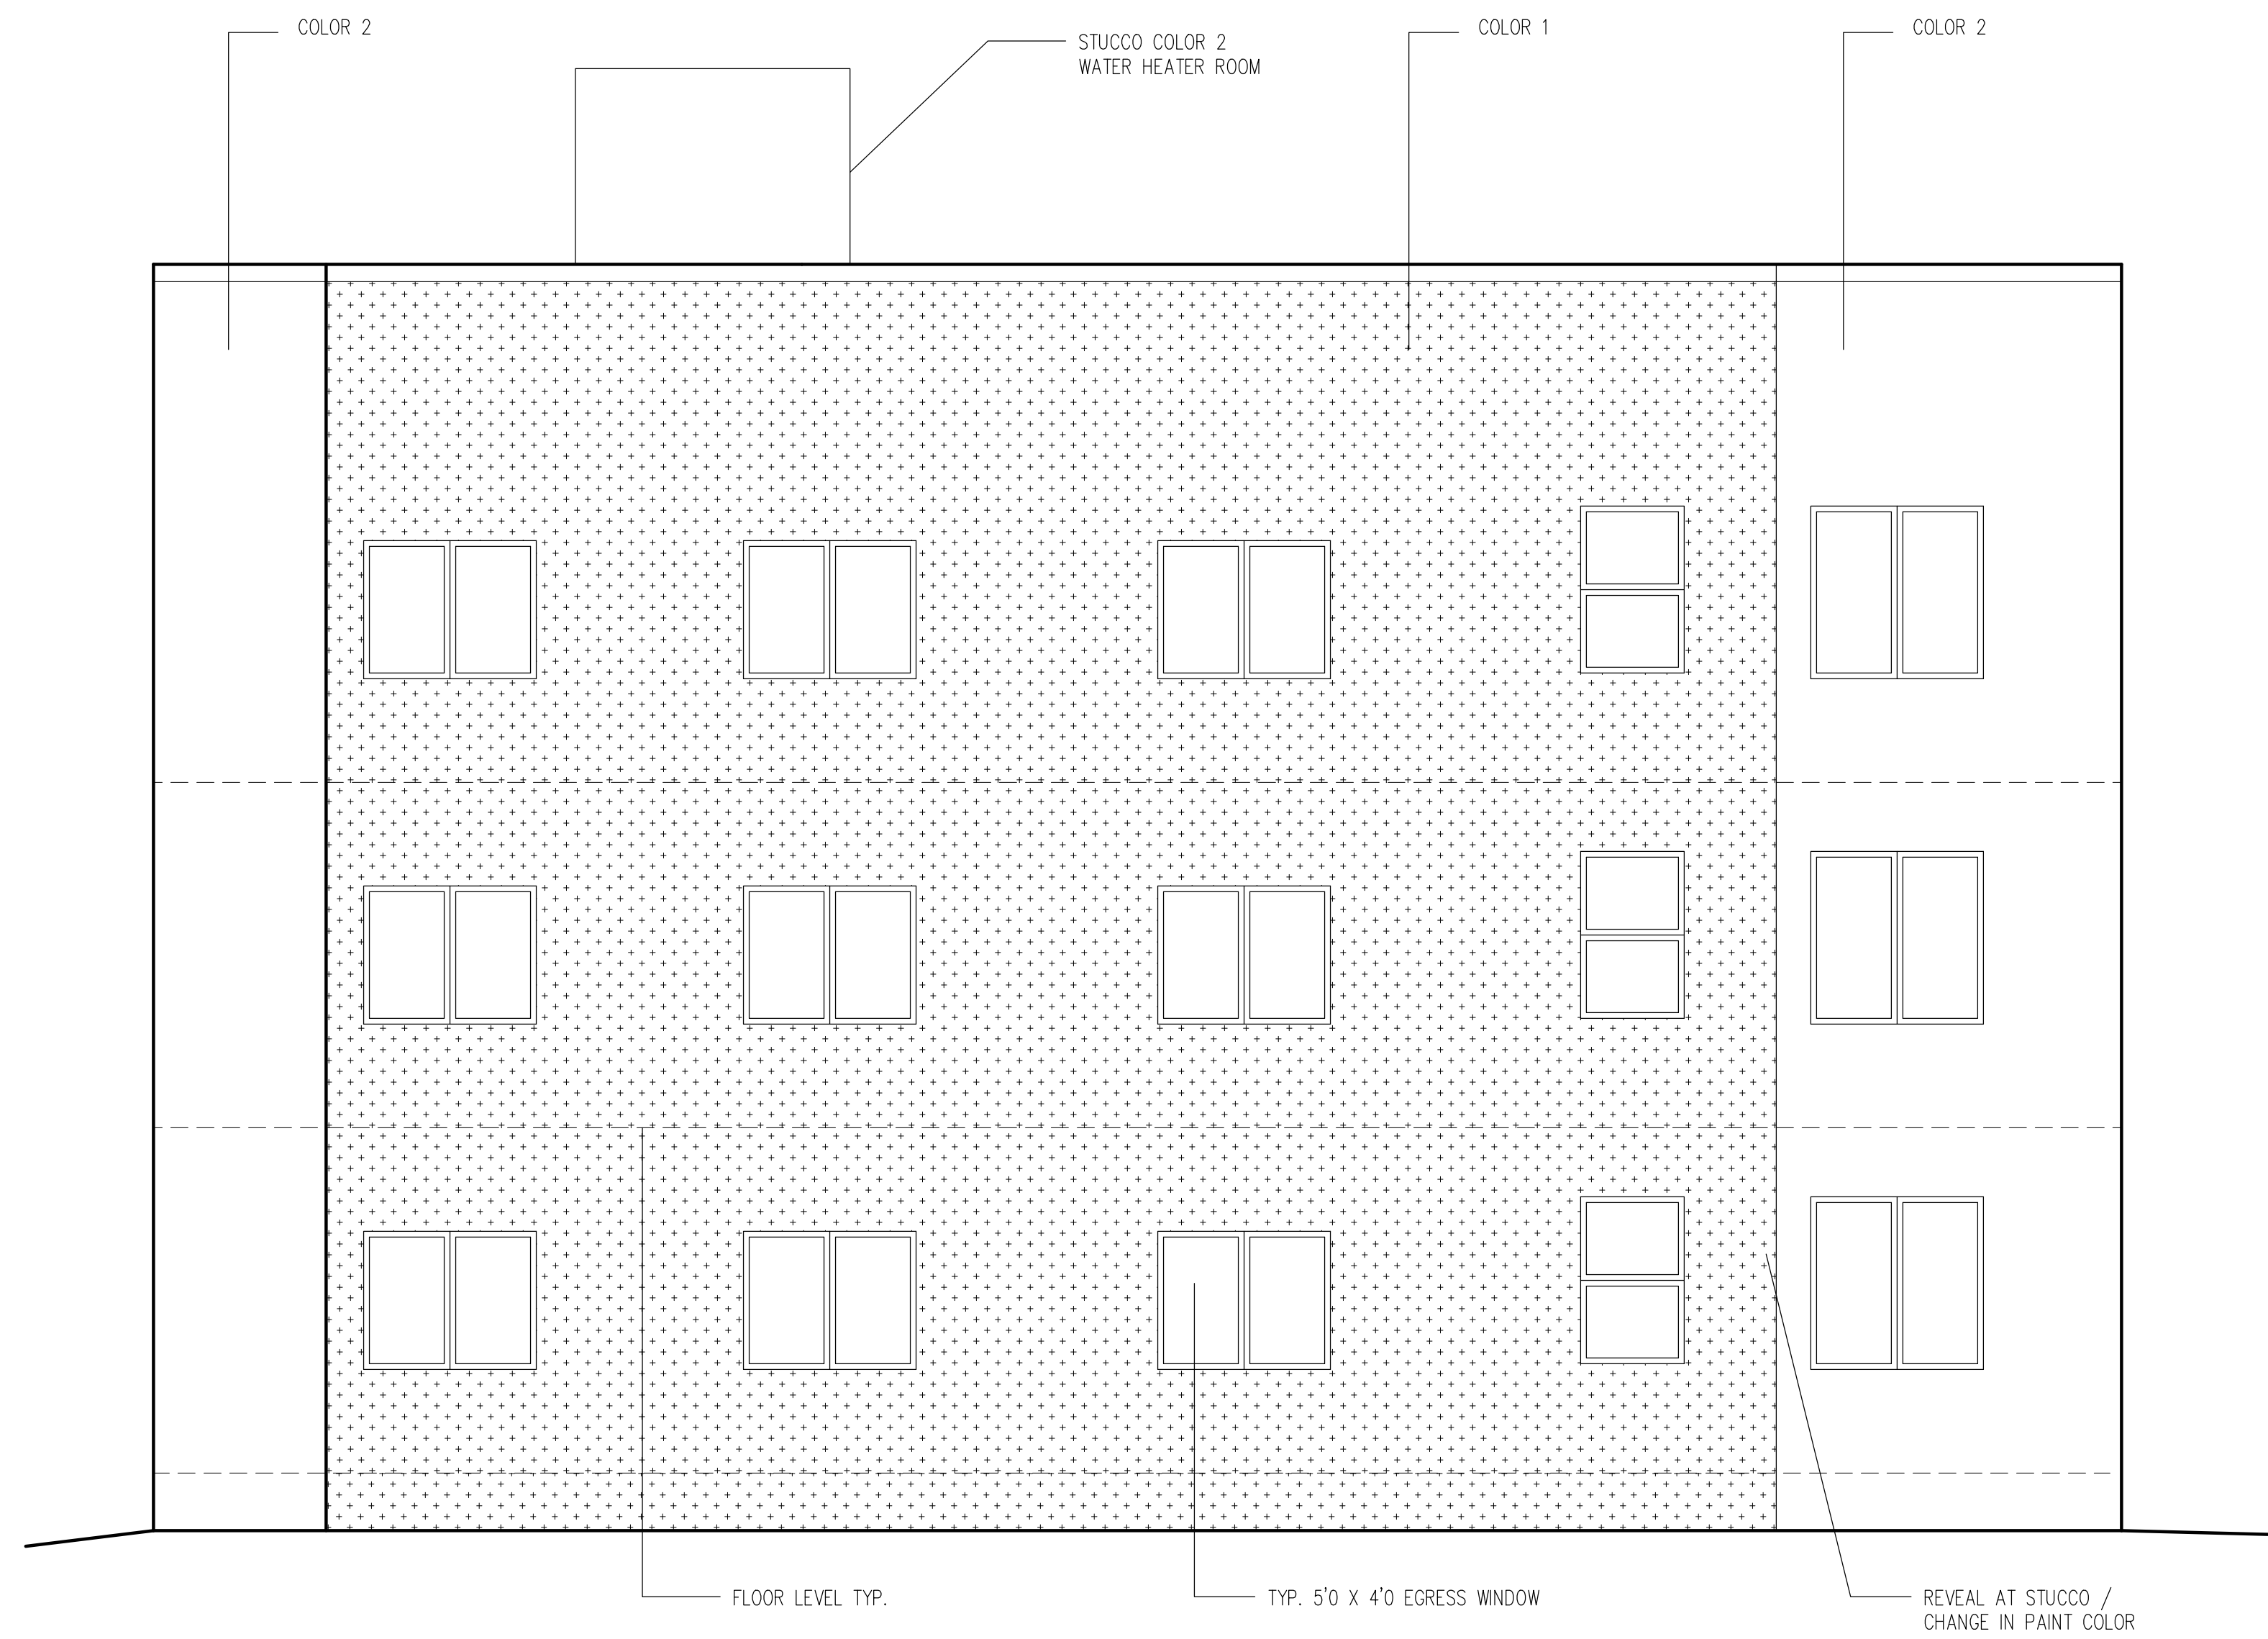 COLOR 2
STUCCO COLOR 2
WATER HEATER ROOM
COLOR 1
COLOR 2
FLOOR LEVEL TYP.
TYP. 5'0 X 4'0 EGRESS WINDOW
REVEAL AT STUCCO /
CHANGE IN PAINT COLOR